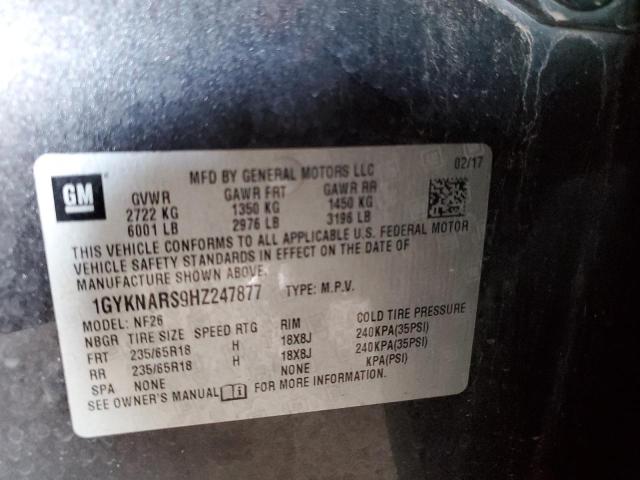 GM
MFD BY GENERAL MOTORS LLC 02/17
GVWR GAWR FRT GAWR RR
2722 KG 1350 KG 1450 KG
6001 LB 2976 LB 3196 LB
THIS VEHICLE CONFORMS TO ALL APPLICABLE U.S. FEDERAL MOTOR
VEHICLE SAFETY STANDARDS IN EFFECT ON THE DATE OF
MANUFACTURE SHOWN ABOVE.
1GYKNARS9HZ247877 TYPE: M.P.V.
MODEL: NF26
NBGR TIRE SIZE SPEED RTG RIM COLD TIRE PRESSURE
FRT 235/65R18 H 18X8J 240KPA(35PSI)
RR 235/65R18 H 18X8J 240KPA(35PSI)
SPA NONE NONE KPA(PSI)
SEE OWNER'S MANUAL FOR MORE INFORMATION.